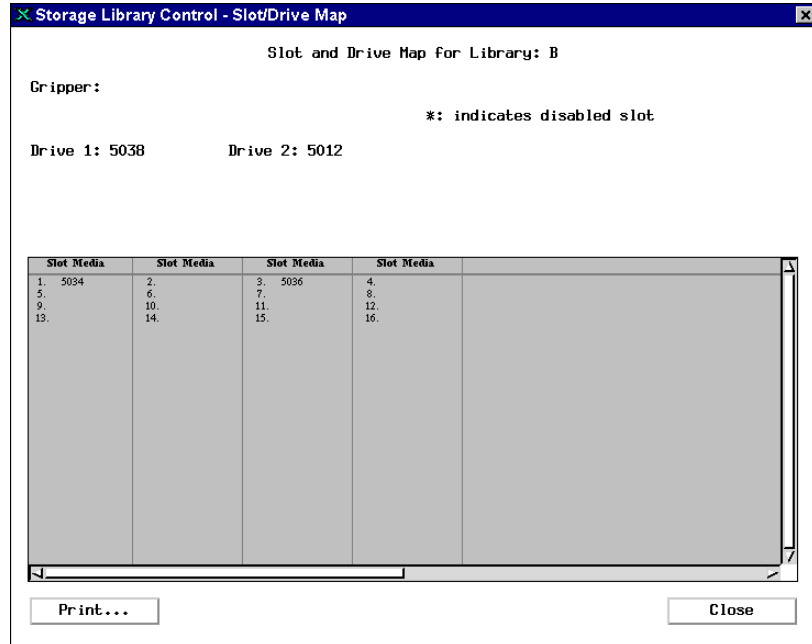 Storage Library Control - Slot/Drive Map
Slot and Drive Map for Library: B
Gripper:
*: indicates disabled slot
Drive 1: 5038 Drive 2: 5012
Slot Media Slot Media Slot Media Slot Media
1. 5034 2. 3. 5036 4.
5. 6. 7. 8.
9. 10. 11. 12.
13. 14. 15. 16.
Print... Close